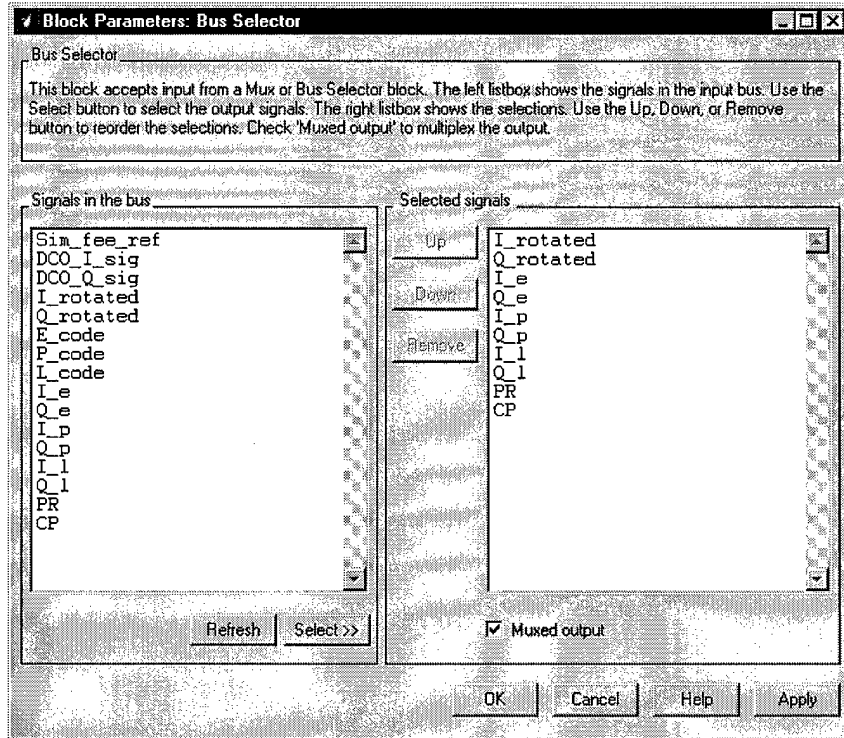 Block Parameters: Bus Selector
Bus Selector
This block accepts input from a Mux or Bus Selector block. The left listbox shows the signals in the input bus. Use the
Select button to select the output signals. The right listbox shows the selections. Use the Up, Down, or Remove
button to reorder the selections. Check 'Muxed output' to multiplex the output.
Signals in the bus
Sim_fee_ref
DCO_I_sig
DCO_Q_sig
I_rotated
Q_rotated
E_code
P_code
L_code
I_e
Q_e
I_p
Q_p
I_l
Q_l
PR
CP
Refresh
Select >>
Selected signals
Up
Down
Remove
I_rotated
Q_rotated
I_e
Q_e
I_p
Q_p
I_l
Q_l
PR
CP
Muxed output
OK
Cancel
Help
Apply